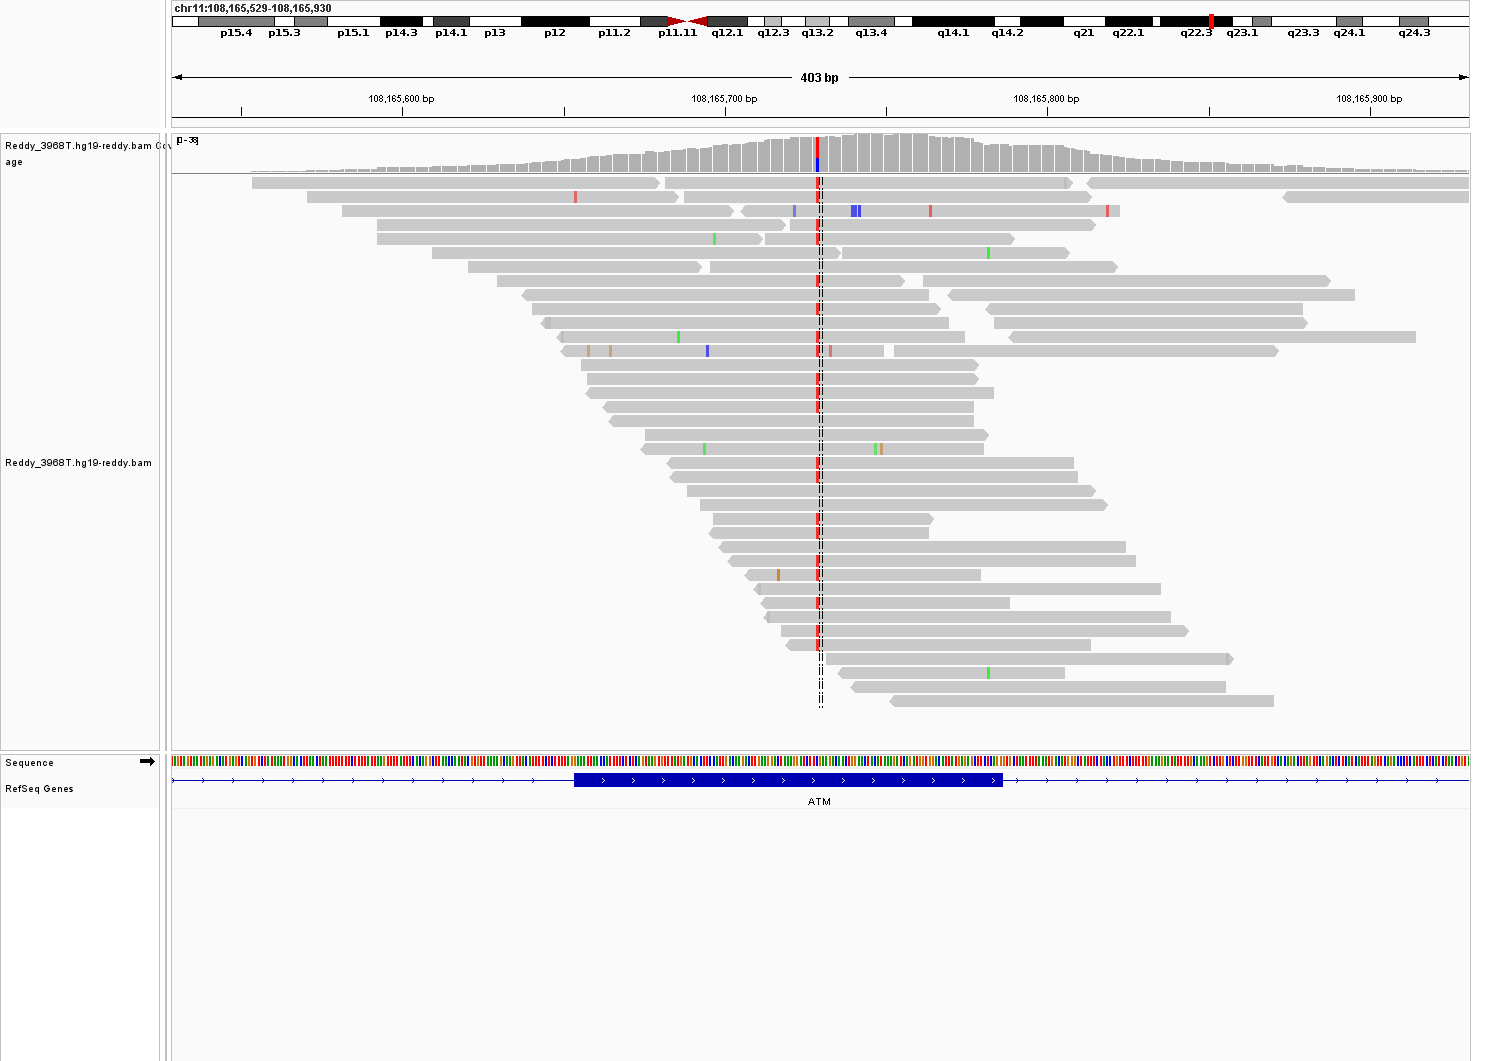 chr11:108,165,529-108,165,930
p15.4 p15.3 p15.1 p14.3 p14.1 p13 p12 p11.2 p11.11 q12.1 q12.3 q13.2 q13.4 q14.1 q14.2 q21 q22.1 q22.3 q23.1 q23.3 q24.1 q24.3
403 bp
108,165,600 bp 108,165,700 bp 108,165,800 bp 108,165,900 bp
[0 - 38]
Reddy_3968T.hg19-reddy.bam Cov
age
Reddy_3968T.hg19-reddy.bam
Sequence
RefSeq Genes
ATM